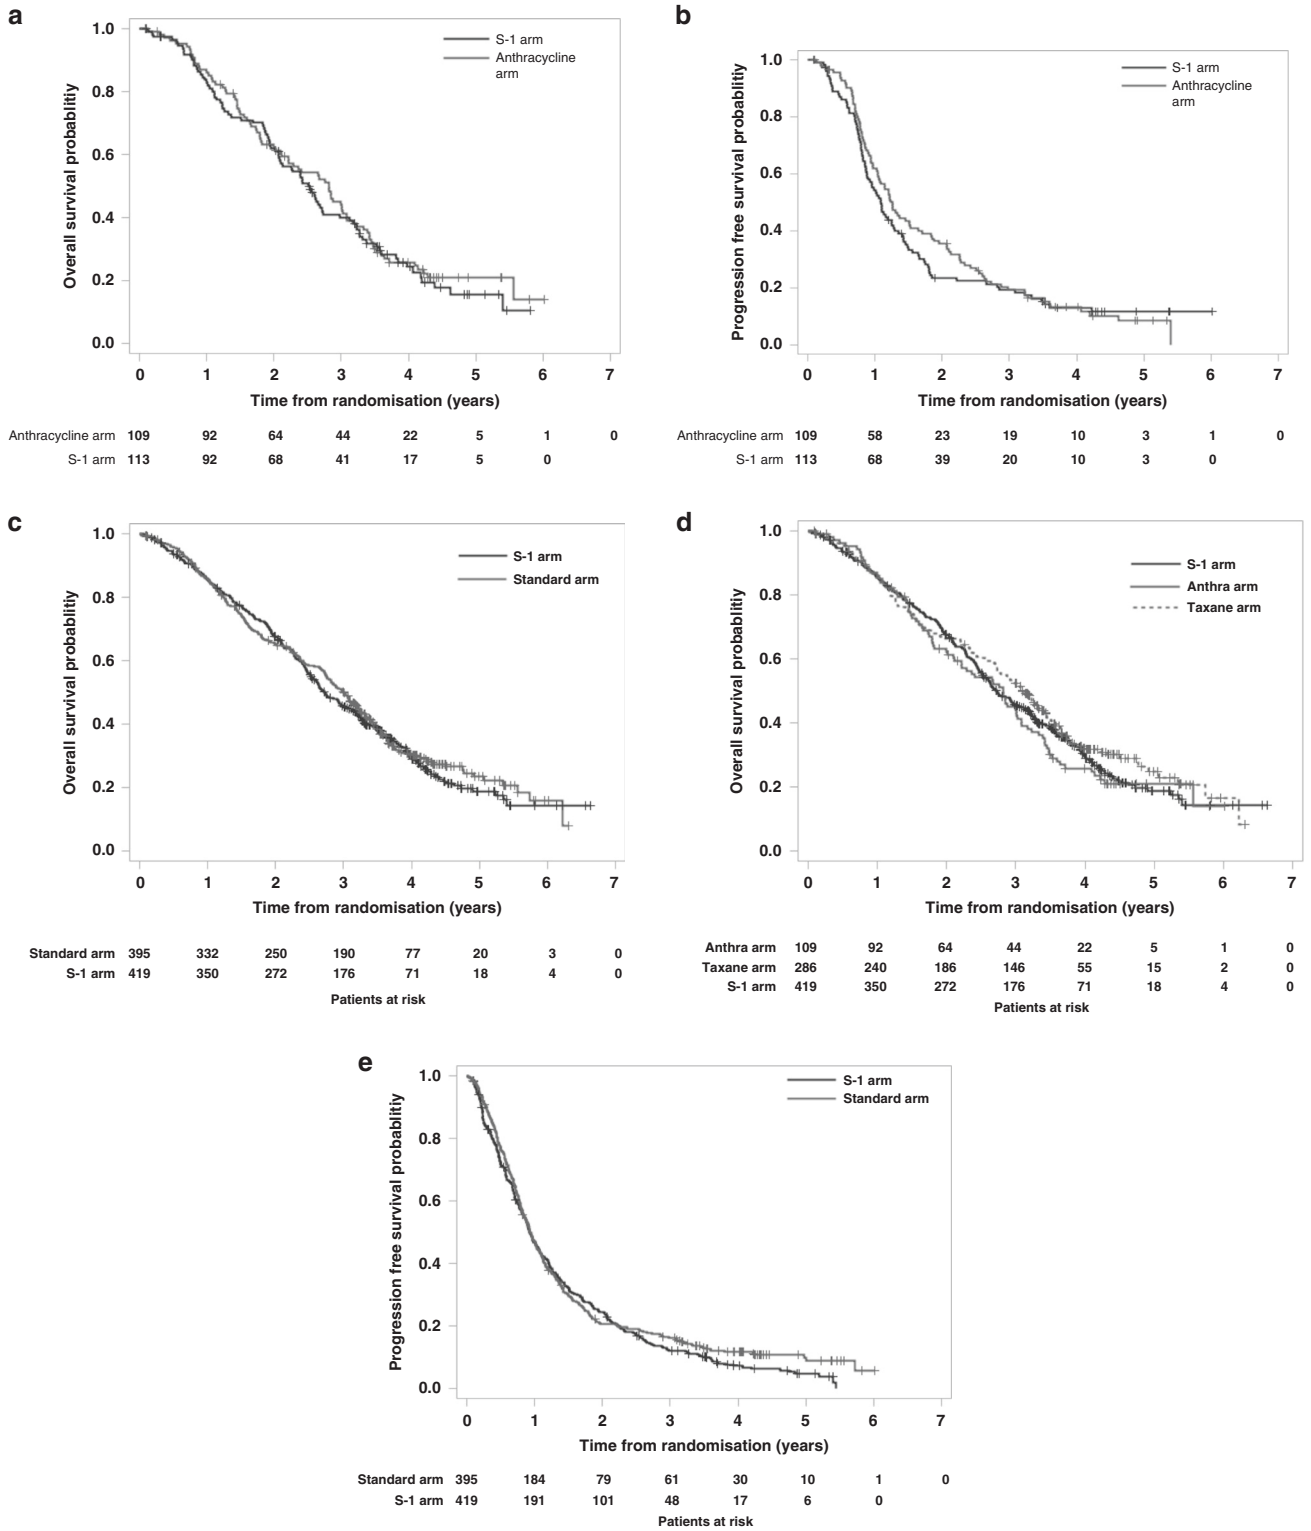 a
1.0
0.8
0.6
0.4
0.2
0.0
Overall survival probablitiy
S-1 arm
Anthracycline
arm
0 1 2 3 4 5 6 7
Time from randomisation (years)
Anthracycline arm 109 92 64 44 22 5 1 0
S-1 arm 113 92 68 41 17 5 0
b
1.0
0.8
0.6
0.4
0.2
0.0
Progression free survival probablitiy
S-1 arm
Anthracycline
arm
0 1 2 3 4 5 6 7
Time from randomisation (years)
Anthracycline arm 109 58 23 19 10 3 1 0
S-1 arm 113 68 39 20 10 3 0
c
1.0
0.8
0.6
0.4
0.2
0.0
Overall survival probablitiy
S-1 arm
Standard arm
0 1 2 3 4 5 6 7
Time from randomisation (years)
Standard arm 395 332 250 190 77 20 3 0
S-1 arm 419 350 272 176 71 18 4 0
Patients at risk
d
1.0
0.8
0.6
0.4
0.2
0.0
Overall survival probablitiy
S-1 arm
Anthra arm
Taxane arm
0 1 2 3 4 5 6 7
Time from randomisation (years)
Anthra arm 109 92 64 44 22 5 1 0
Taxane arm 286 240 186 146 55 15 2 0
S-1 arm 419 350 272 176 71 18 4 0
Patients at risk
e
1.0
0.8
0.6
0.4
0.2
0.0
Progression free survival probablitiy
S-1 arm
Standard arm
0 1 2 3 4 5 6 7
Time from randomisation (years)
Standard arm 395 184 79 61 30 10 1 0
S-1 arm 419 191 101 48 17 6 0
Patients at risk